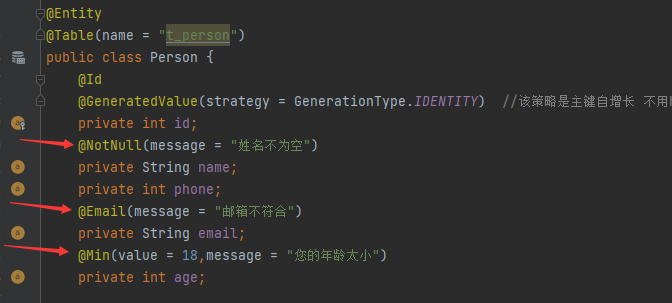 @Entity
@Table(name = "t_person")
public class Person {
@Id
@GeneratedValue(strategy = GenerationType.IDENTITY) //该策略是主键自增长 不用
private int id;
@NotNull(message = "姓名不为空")
private String name;
private int phone;
@Email(message = "邮箱不符合")
private String email;
@Min(value = 18,message = "您的年龄太小")
private int age;